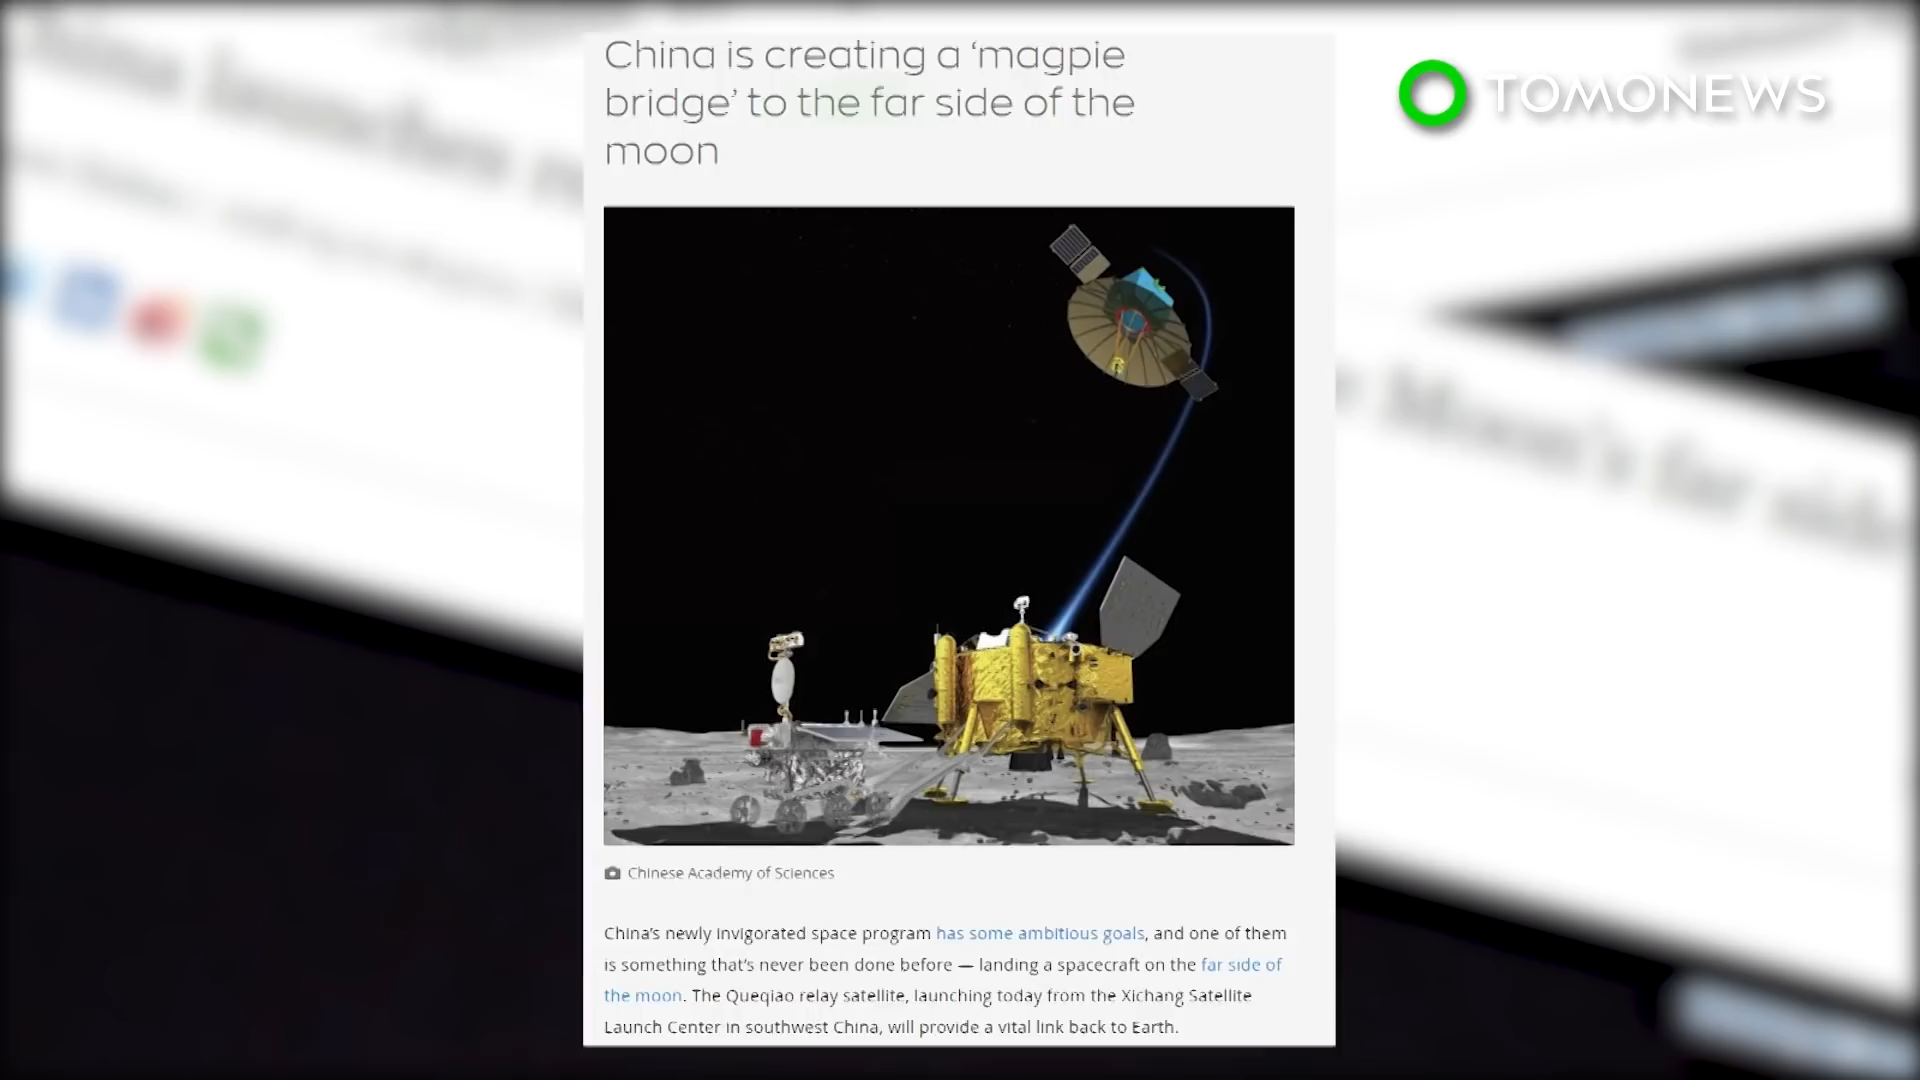 China is creating a ‘magpie
bridge’ to the far side of the
moon
TOMONEWS
Chinese Academy of Sciences
China’s newly invigorated space program has some ambitious goals, and one of them
is something that’s never been done before — landing a spacecraft on the far side of
the moon. The Queqiao relay satellite, launching today from the Xichang Satellite
Launch Center in southwest China, will provide a vital link back to Earth.
Moon's far side